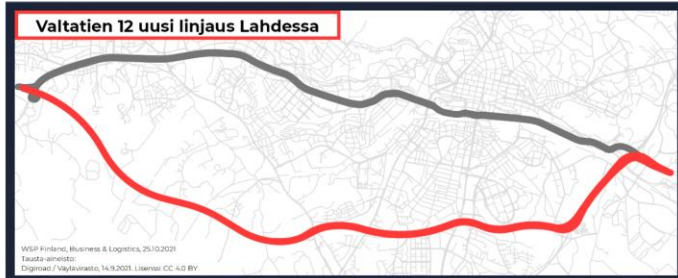 Valtatien 12 uusi linjaus Lahdessa
WSP Finland, Business & Logistics, 25.10.2021
Tausta-aineisto:
Digiroad / Väylävirasto, 14.9.2021. Lisenssi: CC 4.0 BY